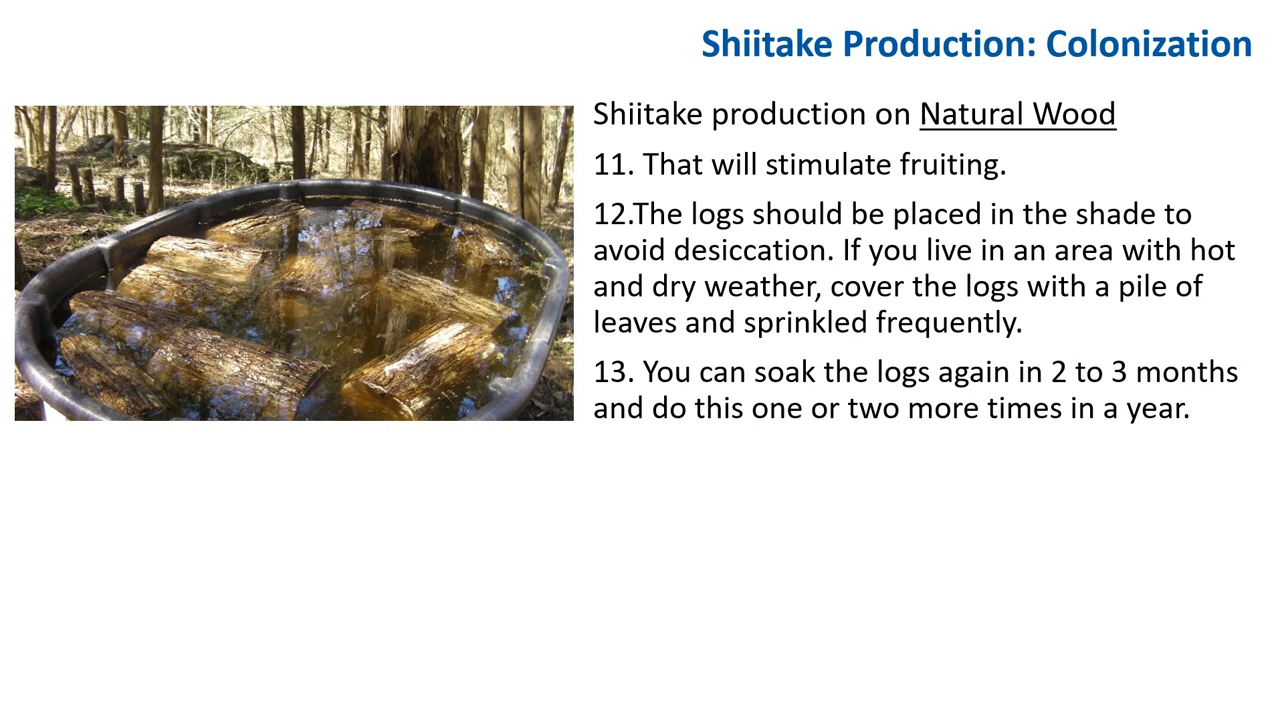 Shiitake Production: Colonization
Shiitake production on Natural Wood
11. That will stimulate fruiting.
12.The logs should be placed in the shade to
avoid desiccation. If you live in an area with hot
and dry weather, cover the logs with a pile of
leaves and sprinkled frequently.
13. You can soak the logs again in 2 to 3 months
and do this one or two more times in a year.